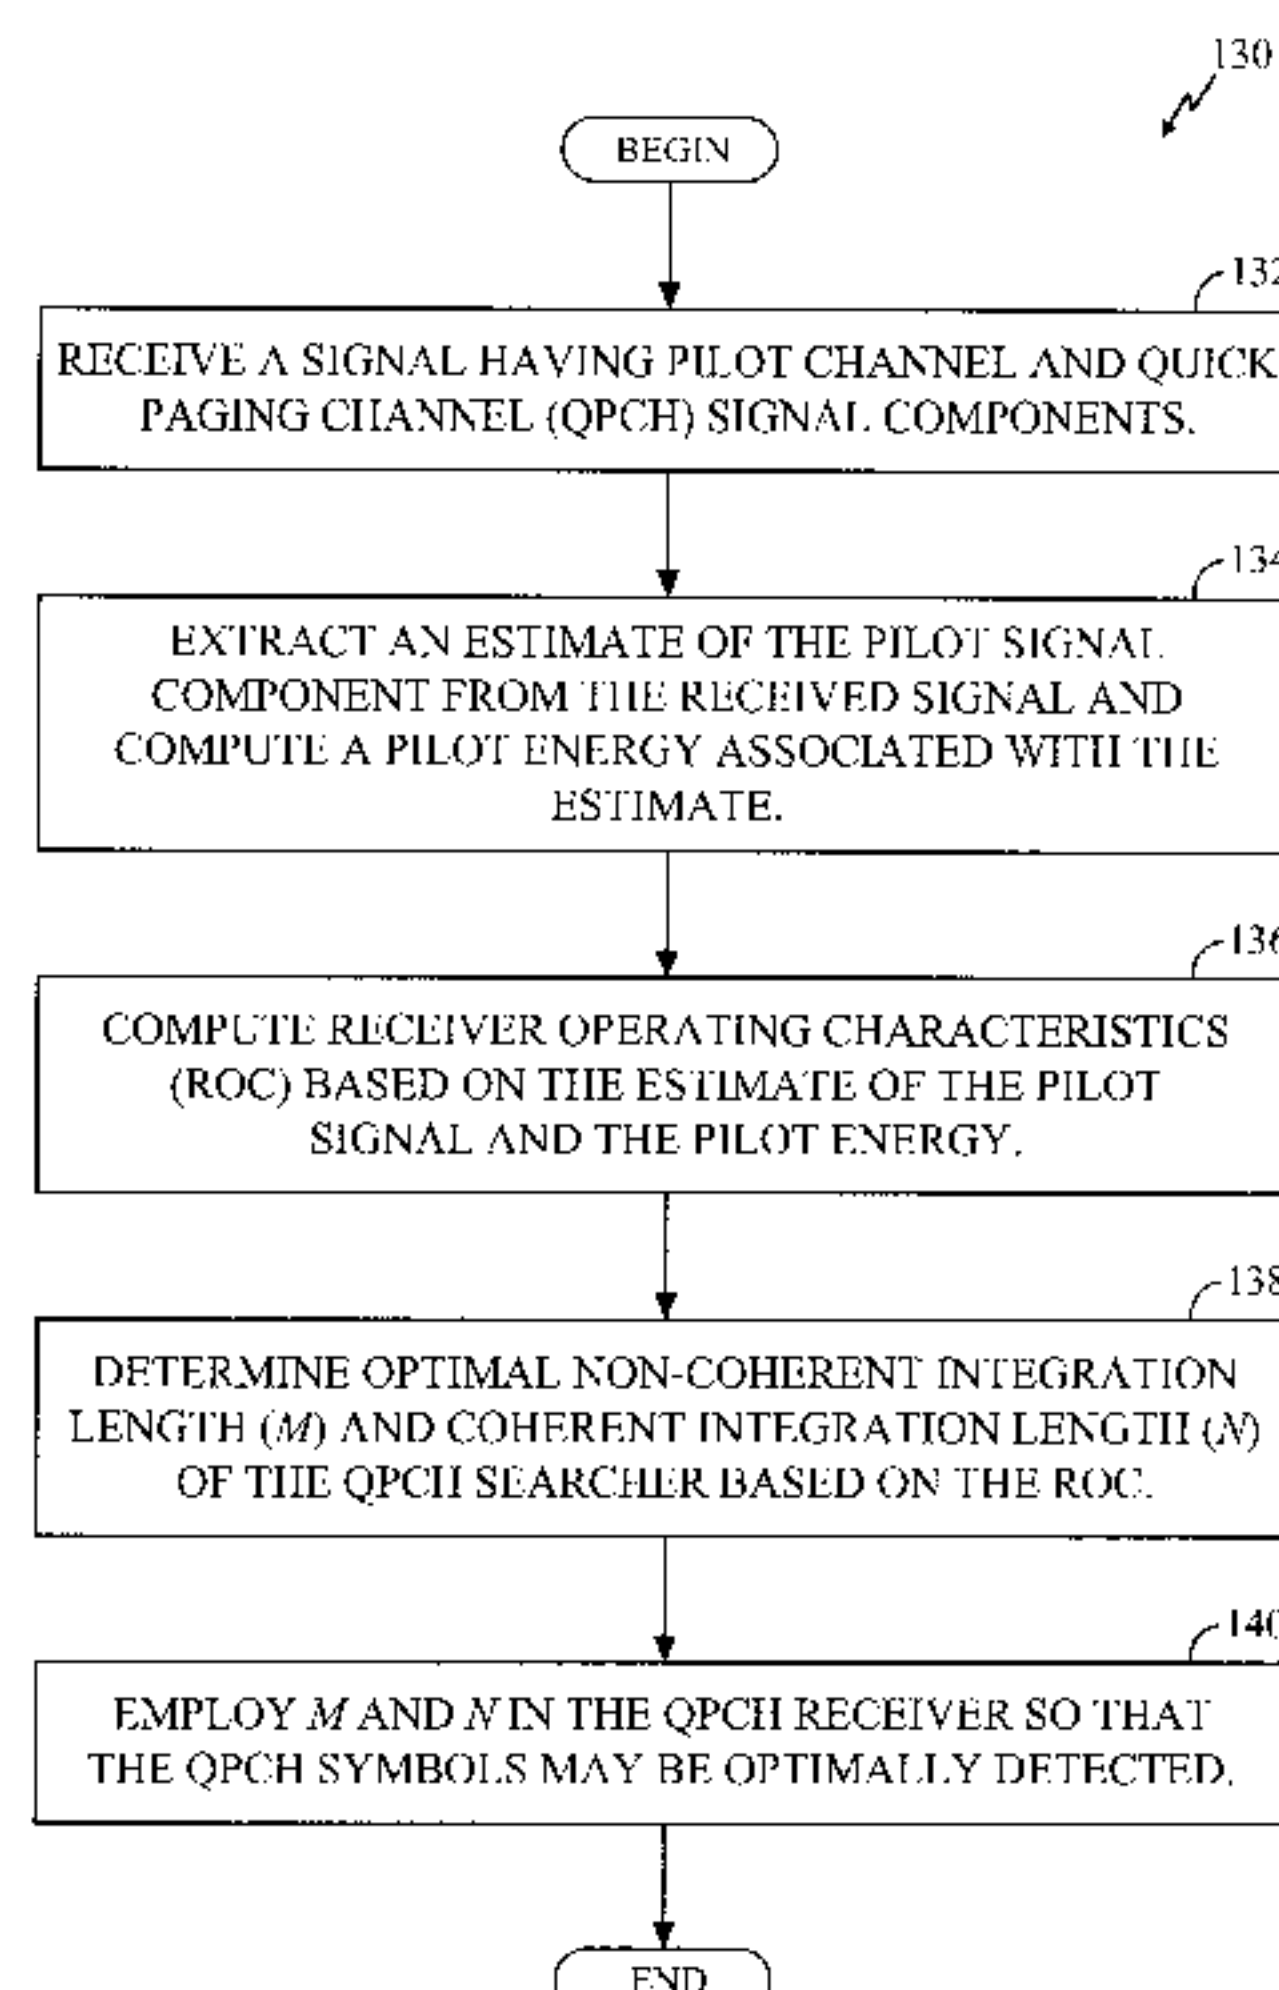 130
BEGIN
132
RECEIVE A SIGNAL HAVING PILOT CHANNEL AND QUICK
PAGING CHANNEL (QPCH) SIGNAL COMPONENTS.
134
EXTRACT AN ESTIMATE OF THE PILOT SIGNAL
COMPONENT FROM THE RECEIVED SIGNAL AND
COMPUTE A PILOT ENERGY ASSOCIATED WITH THE
ESTIMATE.
136
COMPUTE RECEIVER OPERATING CHARACTERISTICS
(ROC) BASED ON THE ESTIMATE OF THE PILOT
SIGNAL AND THE PILOT ENERGY.
138
DETERMINE OPTIMAL NON-COHERENT INTEGRATION
LENGTH (M) AND COHERENT INTEGRATION LENGTH (N)
OF THE QPCH SEARCHER BASED ON THE ROC.
140
EMPLOY M AND N IN THE QPCH RECEIVER SO THAT
THE QPCH SYMBOLS MAY BE OPTIMALLY DETECTED.
END